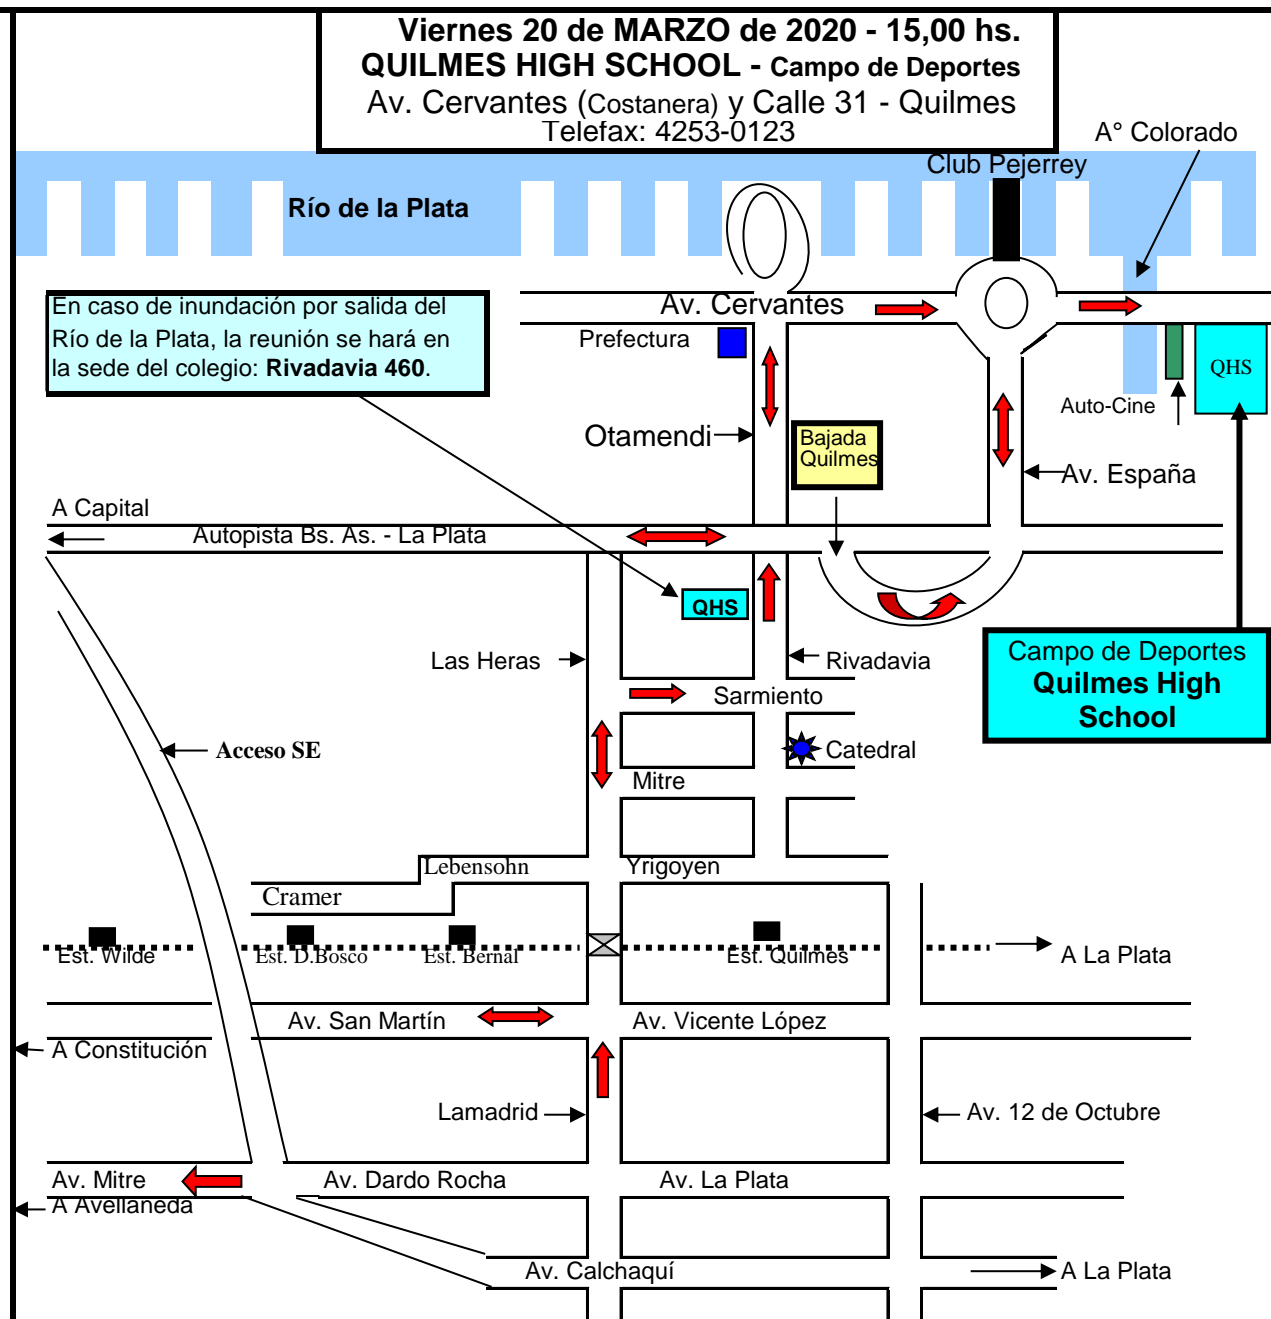 Viernes 20 de MARZO de 2020 - 15,00 hs.
QUILMES HIGH SCHOOL - Campo de Deportes
Av. Cervantes (Costanera) y Calle 31 - Quilmes
Telefax: 4253-0123
A° Colorado
Club Pejerrey
Río de la Plata
En caso de inundación por salida del
Río de la Plata, la reunión se hará en
la sede del colegio: Rivadavia 460.
Av. Cervantes
Prefectura
QHS
Auto-Cine
Otamendi
Bajada
Quilmes
Av. España
A Capital
Autopista Bs. As. - La Plata
QHS
Las Heras
Rivadavia
Campo de Deportes
Quilmes High
School
Sarmiento
Acceso SE
Catedral
Mitre
Lebensohn
Yrigoyen
Cramer
Est. Wilde
Est. D.Bosco
Est. Bernal
Est. Quilmes
A La Plata
Av. San Martín
Av. Vicente López
A Constitución
Lamadrid
Av. 12 de Octubre
Av. Mitre
Av. Dardo Rocha
Av. La Plata
A Avellaneda
Av. Calchaquí
A La Plata